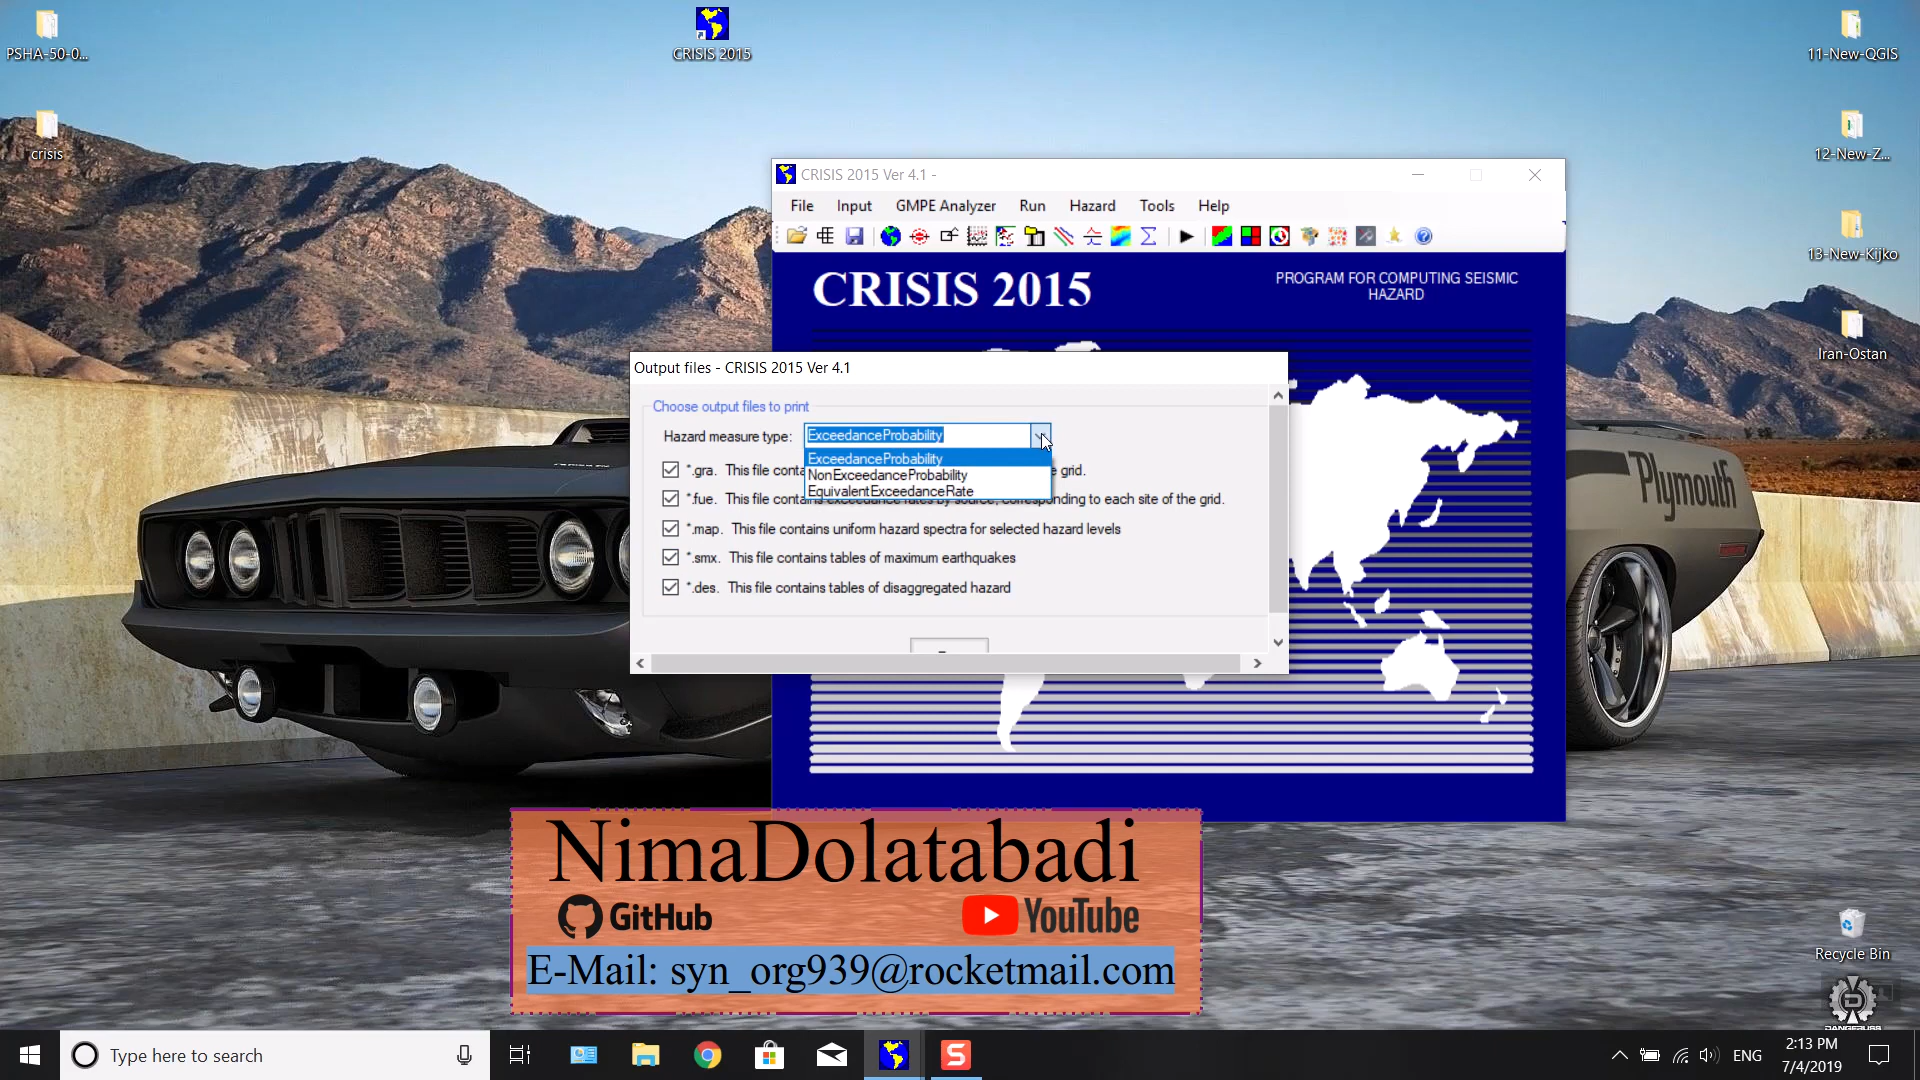 PSHA-50-0...
CRISIS 2015
11-New-QGIS
crisis
12-New-Z...
13-New-Kijko
Iran-Ostan
CRISIS 2015 Ver 4.1 -
File Input GMPE Analyzer Run Hazard Tools Help
CRISIS 2015
PROGRAM FOR COMPUTING SEISMIC
HAZARD
Output files - CRISIS 2015 Ver 4.1
Choose output files to print
Hazard measure type: ExceedanceProbability
ExceedanceProbability
NonExceedanceProbability
EquivalentExceedanceRate
*.gra. This file conta e grid.
*.fue. This file contains exceedance rates by source, corresponding to each site of the grid.
*.map. This file contains uniform hazard spectra for selected hazard levels
*.smx. This file contains tables of maximum earthquakes
*.des. This file contains tables of disaggregated hazard
Plymouth
NimaDolatabadi
GitHub YouTube
E-Mail: syn_org939@rocketmail.com
Recycle Bin
Type here to search
ENG
2:13 PM
7/4/2019